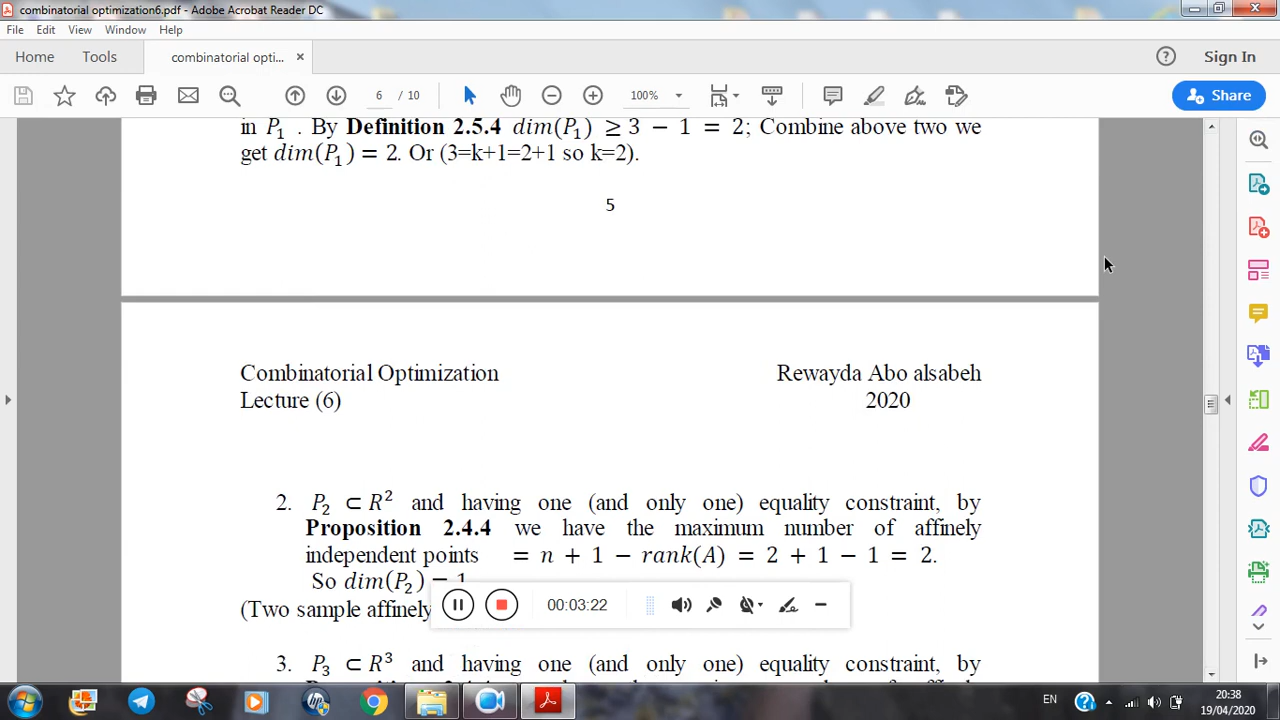 combinatorial optimization6.pdf - Adobe Acrobat Reader DC
File Edit View Window Help
Home Tools combinatorial opti... × Sign In
6 / 10 100% Share
in P₁ . By Definition 2.5.4 dim(P₁) ≥ 3 − 1 = 2; Combine above two we
get dim(P₁) = 2. Or (3=k+1=2+1 so k=2).
5
Combinatorial Optimization Rewayda Abo alsabeh
Lecture (6) 2020
2. P₂ ⊂ R² and having one (and only one) equality constraint, by
Proposition 2.4.4 we have the maximum number of affinely
independent points = n + 1 − rank(A) = 2 + 1 − 1 = 2.
So dim(P₂) = 1
(Two sample affinely
00:03:22
3. P₃ ⊂ R³ and having one (and only one) equality constraint, by
EN 20:38
19/04/2020